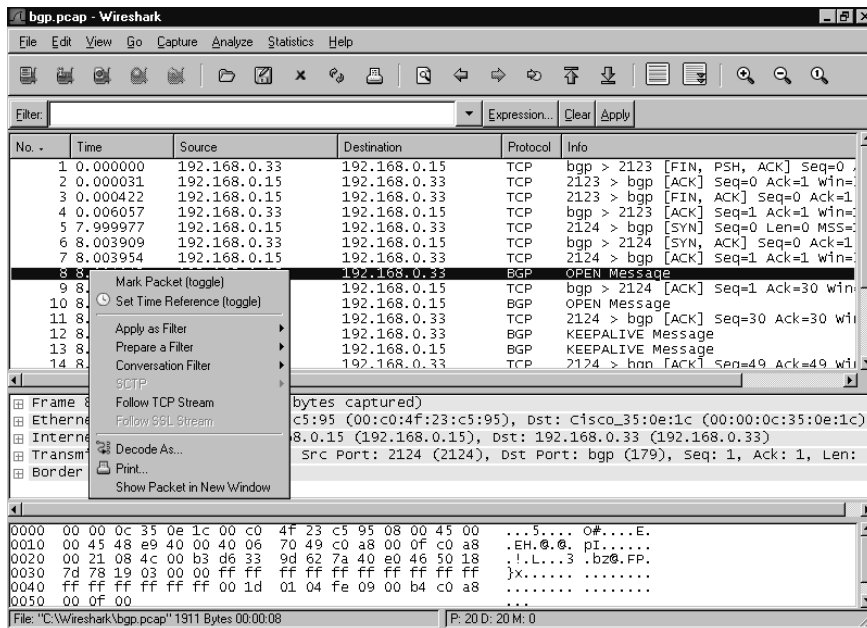 bgp.pcap - Wireshark
File Edit View Go Capture Analyze Statistics Help
Filter: Expression... Clear Apply
No. - Time Source Destination Protocol Info
1 0.000000 192.168.0.33 192.168.0.15 TCP bgp > 2123 [FIN, PSH, ACK] Seq=0
2 0.000031 192.168.0.15 192.168.0.33 TCP 2123 > bgp [ACK] Seq=0 Ack=1 Win=
3 0.000422 192.168.0.15 192.168.0.33 TCP 2123 > bgp [FIN, ACK] Seq=0 Ack=1
4 0.006057 192.168.0.33 192.168.0.15 TCP bgp > 2123 [ACK] Seq=1 Ack=1 Win=
5 7.999977 192.168.0.15 192.168.0.33 TCP 2124 > bgp [SYN] Seq=0 Len=0 MSS=
6 8.003909 192.168.0.33 192.168.0.15 TCP bgp > 2124 [SYN, ACK] Seq=0 Ack=1
7 8.003954 192.168.0.15 192.168.0.33 TCP 2124 > bgp [ACK] Seq=1 Ack=1 Win=
8 8. 192.168.0.33 BGP OPEN Message
9 8. 192.168.0.15 TCP bgp > 2124 [ACK] Seq=1 Ack=30 Win
10 8. 192.168.0.15 BGP OPEN Message
11 8. 192.168.0.33 TCP 2124 > bgp [ACK] Seq=30 Ack=30 Wi
12 8. 192.168.0.33 BGP KEEPALIVE Message
13 8. 192.168.0.15 BGP KEEPALIVE Message
14 8. 192.168.0.33 TCP 2124 > bgp [ACK] Seq=49 Ack=49 Wi
Mark Packet (toggle)
Set Time Reference (toggle)
Apply as Filter
Prepare a Filter
Conversation Filter
SCTP
Follow TCP Stream
Follow SSL Stream
Decode As...
Print...
Show Packet in New Window
Frame 8 bytes captured)
Etherne c5:95 (00:c0:4f:23:c5:95), Dst: Cisco_35:0e:1c (00:00:0c:35:0e:1c)
Interne 8.0.15 (192.168.0.15), Dst: 192.168.0.33 (192.168.0.33)
Transm Src Port: 2124 (2124), Dst Port: bgp (179), Seq: 1, Ack: 1, Len:
Border
0000 00 00 0c 35 0e 1c 00 c0 4f 23 c5 95 08 00 45 00 ...5.... O#....E.
0010 00 45 48 e9 40 00 40 06 70 49 c0 a8 00 0f c0 a8 .EH.@.@. pI......
0020 00 21 08 4c 00 b3 d6 33 9d 62 7a 40 e0 46 50 18 .!.L...3 .bz@.FP.
0030 7d 78 19 03 00 00 ff ff ff ff ff ff ff ff ff ff }x...... ........
0040 ff ff ff ff ff ff 00 1d 01 04 fe 09 00 b4 c0 a8 ........ ........
0050 00 0f 00 ...
File: "C:\Wireshark\bgp.pcap" 1911 Bytes 00:00:08 P: 20 D: 20 M: 0